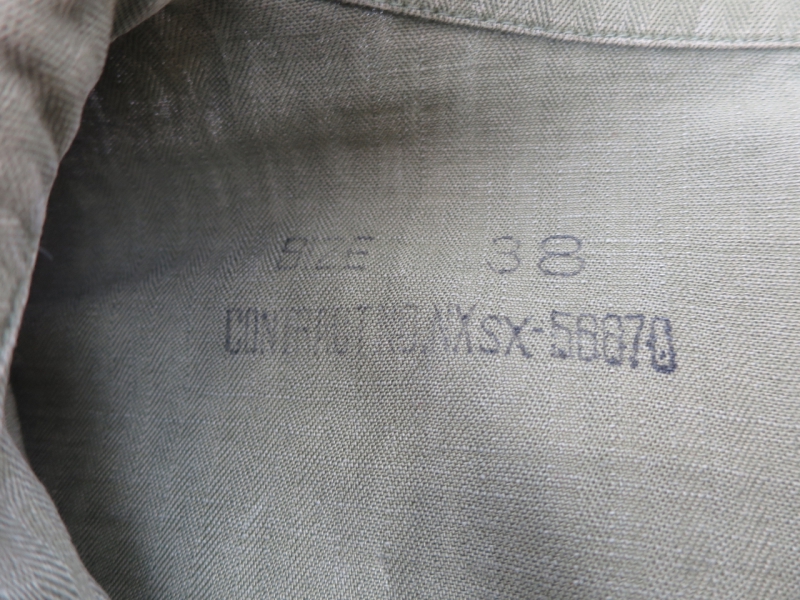 SIZE 38
CONTRACT NO. NXSX-56870